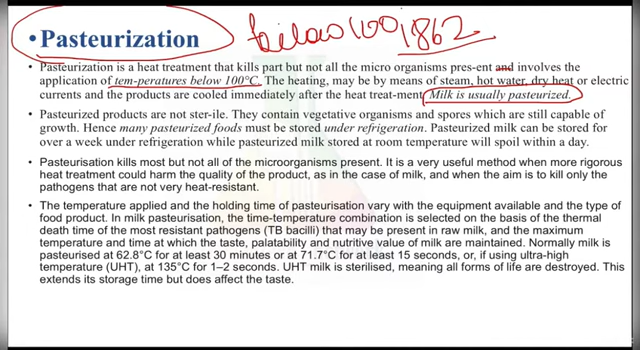 •Pasteurization
below 100 1862
• Pasteurization is a heat treatment that kills part but not all the micro organisms pres-ent and involves the
application of tem-peratures below 100°C. The heating, may be by means of steam, hot water, dry heat or electric
currents and the products are cooled immediately after the heat treat-ment. Milk is usually pasteurized.
• Pasteurized products are not ster-ile. They contain vegetative organisms and spores which are still capable of
growth. Hence many pasteurized foods must be stored under refrigeration. Pasteurized milk can be stored for
over a week under refrigeration while pasteurized milk stored at room temperature will spoil within a day.
• Pasteurisation kills most but not all of the microorganisms present. It is a very useful method when more rigorous
heat treatment could harm the quality of the product, as in the case of milk, and when the aim is to kill only the
pathogens that are not very heat-resistant.
• The temperature applied and the holding time of pasteurisation vary with the equipment available and the type of
food product. In milk pasteurisation, the time-temperature combination is selected on the basis of the thermal
death time of the most resistant pathogens (TB bacilli) that may be present in raw milk, and the maximum
temperature and time at which the taste, palatability and nutritive value of milk are maintained. Normally milk is
pasteurised at 62.8°C for at least 30 minutes or at 71.7°C for at least 15 seconds, or, if using ultra-high
temperature (UHT), at 135°C for 1–2 seconds. UHT milk is sterilised, meaning all forms of life are destroyed. This
extends its storage time but does affect the taste.